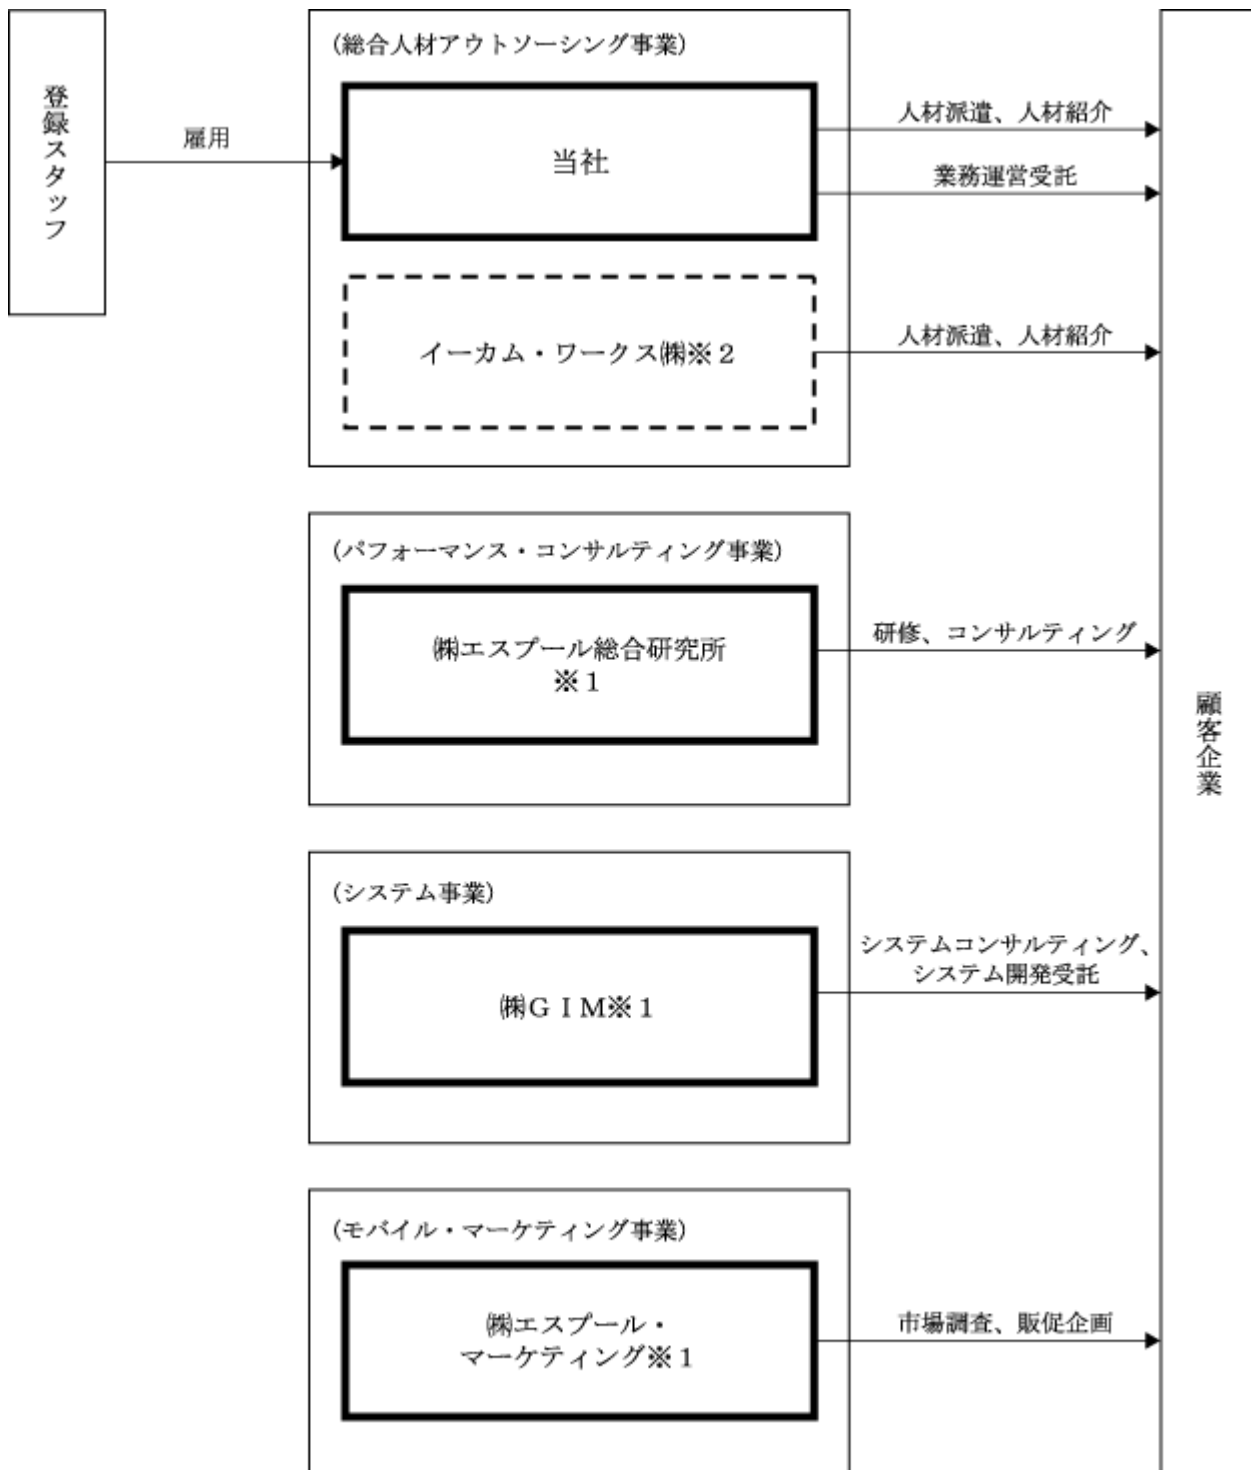 登録スタッフ
雇用
(総合人材アウトソーシング事業)
当社
人材派遣、人材紹介
業務運営受託
イーカム・ワークス㈱※２
人材派遣、人材紹介
(パフォーマンス・コンサルティング事業)
㈱エスプール総合研究所
※１
研修、コンサルティング
顧客企業
(システム事業)
㈱ＧＩＭ※１
システムコンサルティング、
システム開発受託
(モバイル・マーケティング事業)
㈱エスプール・
マーケティング※１
市場調査、販促企画